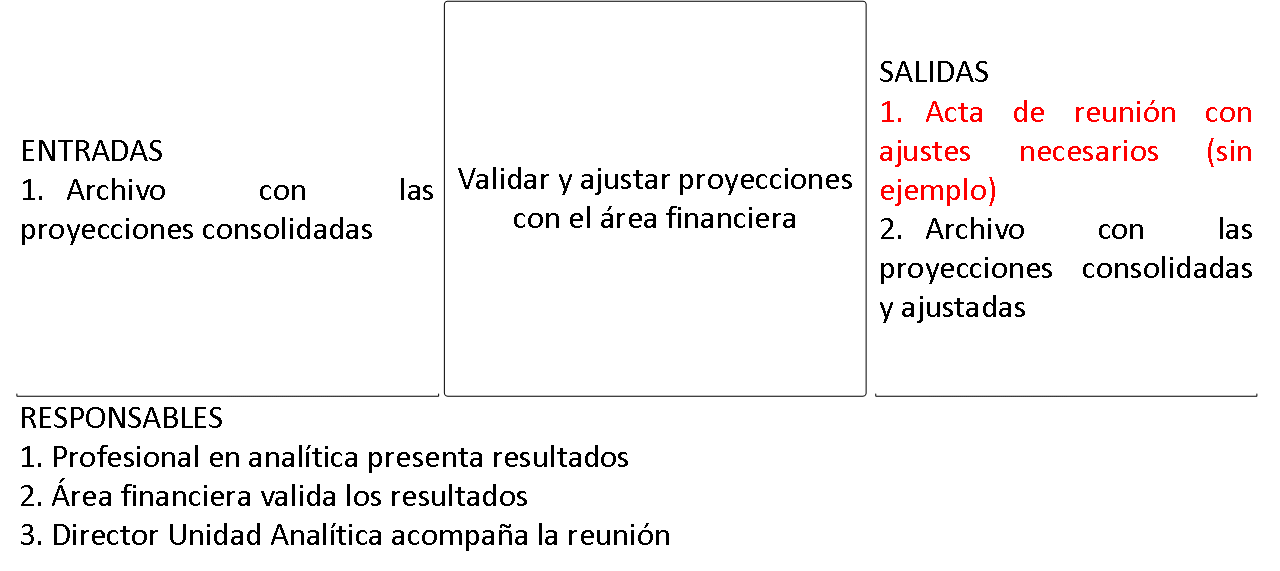 ENTRADAS
1. Archivo con las
proyecciones consolidadas
Validar y ajustar proyecciones
con el área financiera
SALIDAS
1. Acta de reunión con
ajustes necesarios (sin
ejemplo)
2. Archivo con las
proyecciones consolidadas
y ajustadas
RESPONSABLES
1. Profesional en analítica presenta resultados
2. Área financiera valida los resultados
3. Director Unidad Analítica acompaña la reunión